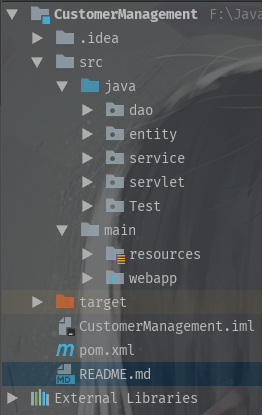 CustomerManagement F:\Java
.idea
src
java
dao
entity
service
servlet
Test
main
resources
webapp
target
CustomerManagement.iml
m pom.xml
MD README.md
External Libraries